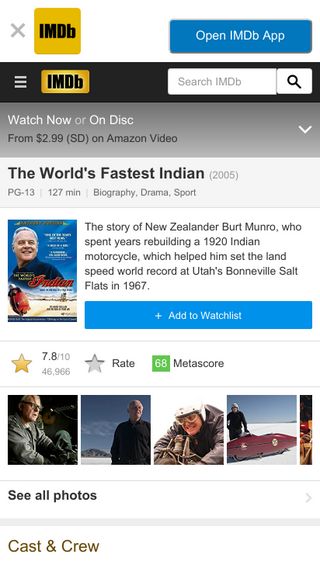 IMDb
Open IMDb App
IMDb
Search IMDb
Watch Now or On Disc
From $2.99 (SD) on Amazon Video
The World's Fastest Indian (2005)
PG-13 | 127 min | Biography, Drama, Sport
The story of New Zealander Burt Munro, who
spent years rebuilding a 1920 Indian
motorcycle, which helped him set the land
speed world record at Utah's Bonneville Salt
Flats in 1967.
Indian
+ Add to Watchlist
7.8/10
46,966
Rate
68 Metascore
See all photos
Cast & Crew